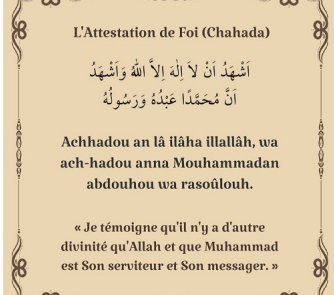 L'Attestation de Foi (Chahada)
اَشْهَدُ اَنْ لاَ اِلٰهَ اِلاَّ اللهُ وَاَشْهَدُ
اَنَّ مُحَمَّدًا عَبْدُهُ وَرَسُولُهُ
Achhadou an lâ ilâha illallâh, wa
ach-hadou anna Mouhammadan
abdouhou wa rasoûlouh.
« Je témoigne qu'il n'y a d'autre
divinité qu'Allah et que Muhammad
est Son serviteur et Son messager. »